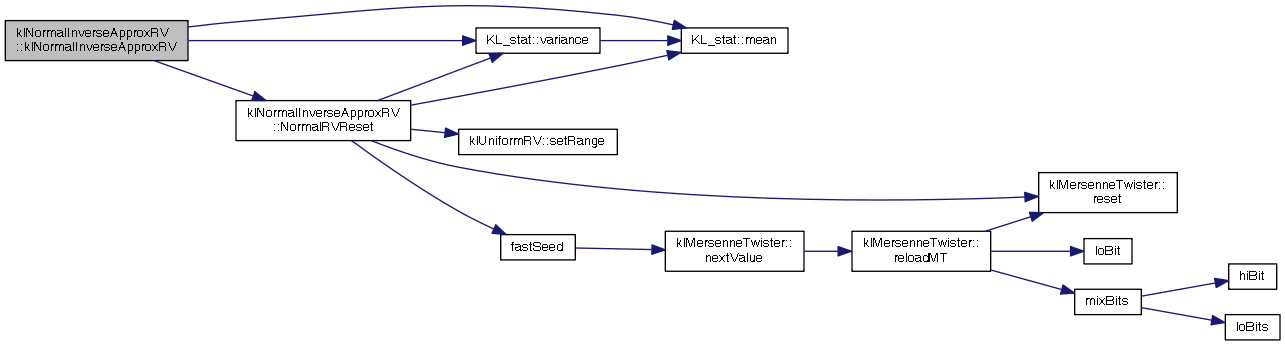 klNormalInverseApproxRV
::klNormalInverseApproxRV
KL_stat::variance
KL_stat::mean
klNormalInverseApproxRV
::NormalRVReset
klUniformRV::setRange
klMersenneTwister::
reset
fastSeed
klMersenneTwister::
nextValue
klMersenneTwister::
reloadMT
loBit
mixBits
hiBit
loBits